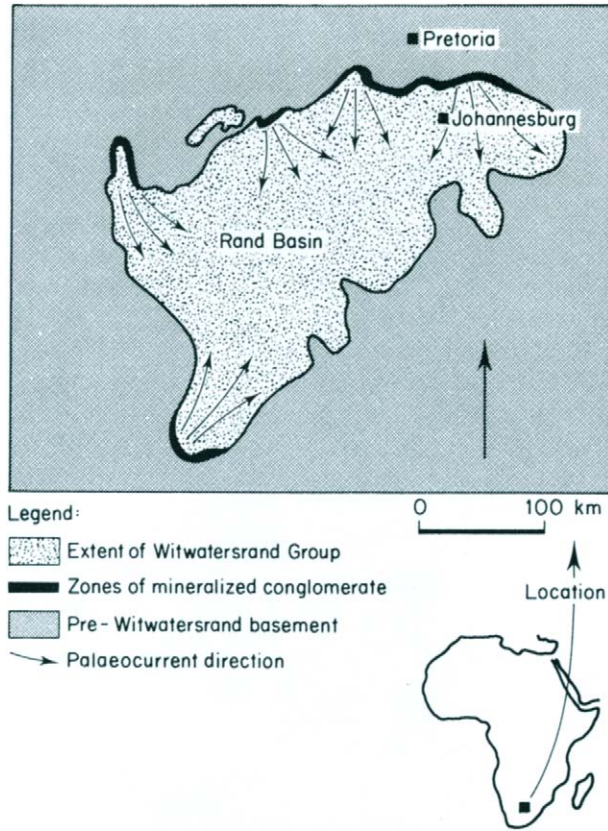 Pretoria
Johannesburg
Rand Basin
Legend:
Extent of Witwatersrand Group
Zones of mineralized conglomerate
Pre-Witwatersrand basement
Palaeocurrent direction
0 100 km
Location